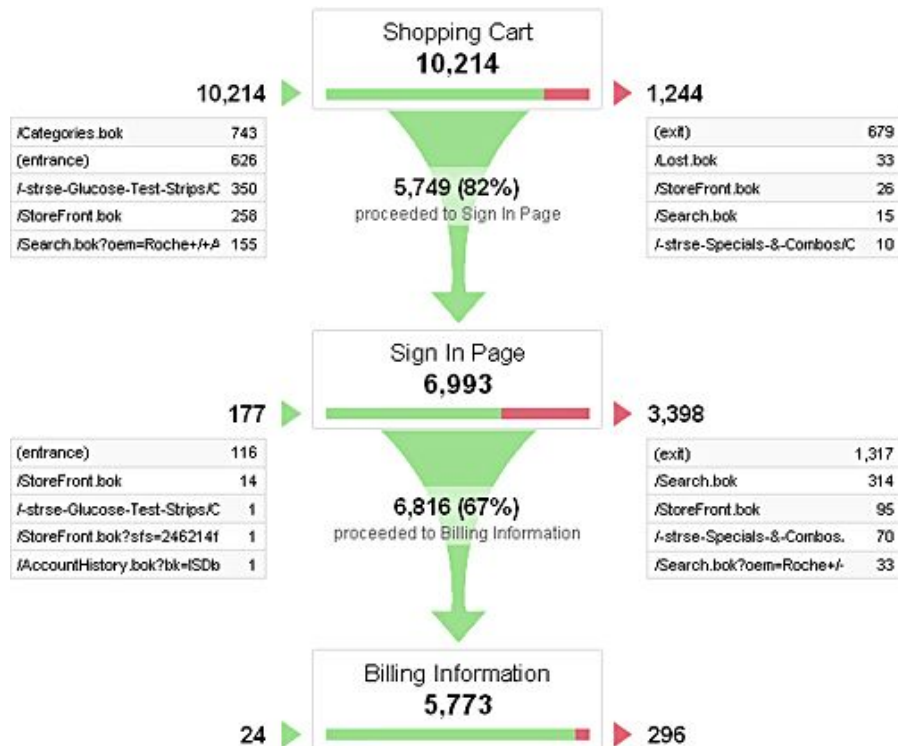 Shopping Cart
10,214
10,214
1,244
/Categories.bok 743
(entrance) 626
/-strse-Glucose-Test-Strips/C 350
/StoreFront.bok 258
/Search.bok?oem=Roche+/+A 155
5,749 (82%)
proceeded to Sign In Page
(exit) 679
/Lost.bok 33
/StoreFront.bok 26
/Search.bok 15
/-strse-Specials-&-Combos/C 10
Sign In Page
6,993
177
3,398
(entrance) 116
/StoreFront.bok 14
/-strse-Glucose-Test-Strips/C 1
/StoreFront.bok?sfs=246214f 1
/AccountHistory.bok?bk=ISDb 1
6,816 (67%)
proceeded to Billing Information
(exit) 1,317
/Search.bok 314
/StoreFront.bok 95
/-strse-Specials-&-Combos. 70
/Search.bok?oem=Roche+/- 33
Billing Information
5,773
24
296